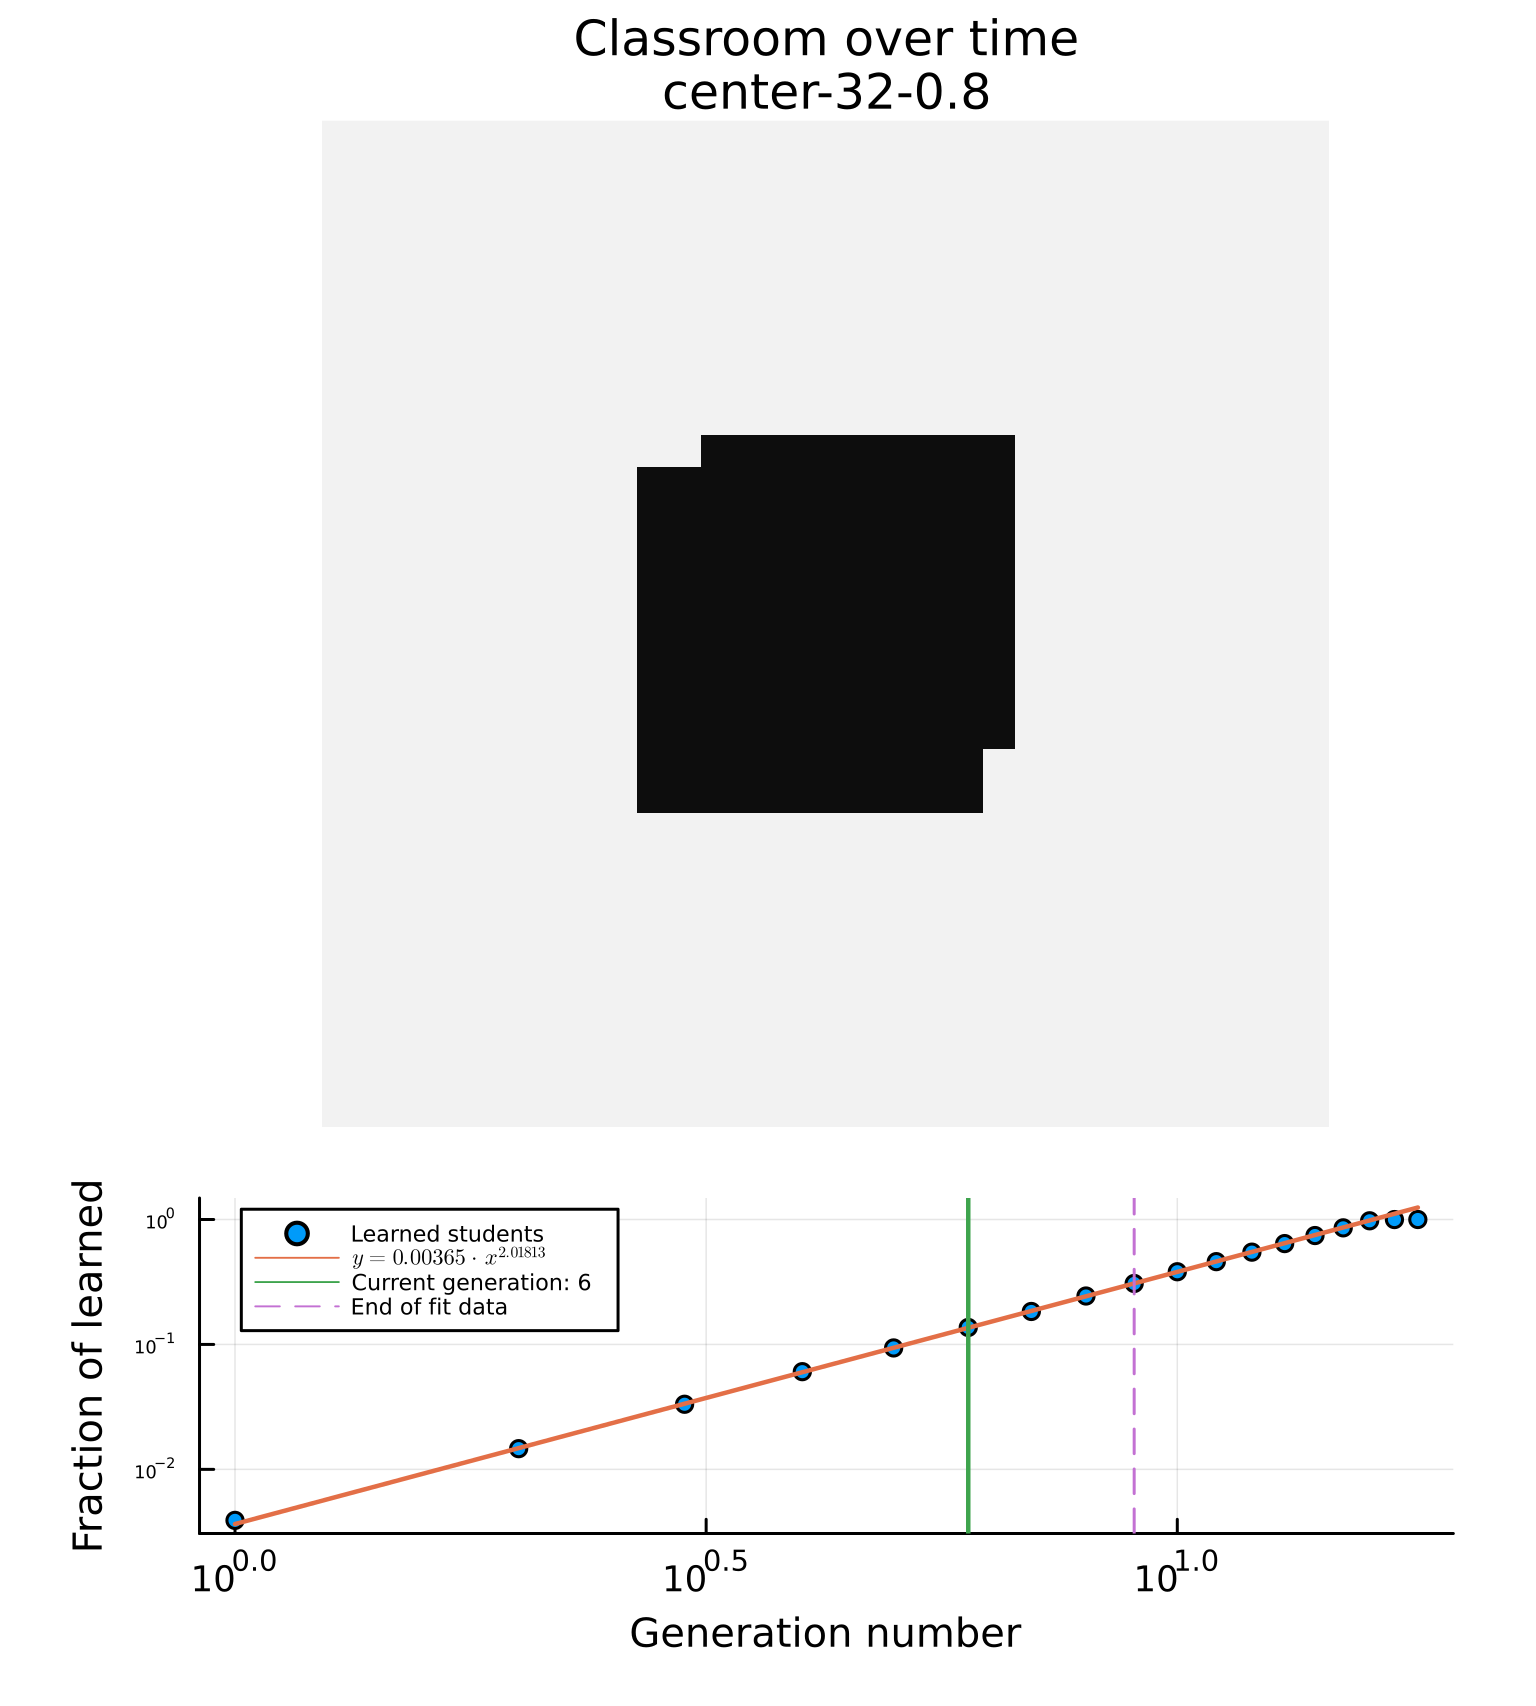 Classroom over time
center-32-0.8
Fraction of learned
10⁰
10⁻¹
10⁻²
Learned students
y = 0.00365 · x^2.01813
Current generation: 6
End of fit data
10^0.0 10^0.5 10^1.0
Generation number